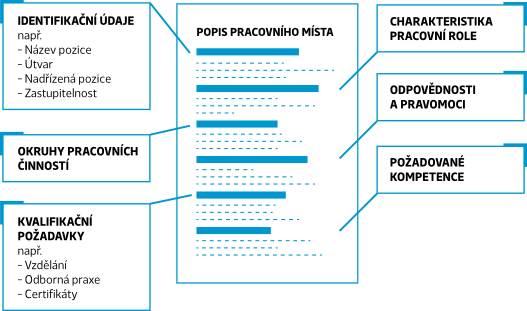 IDENTIFIKAČNÍ ÚDAJE
např.
– Název pozice
– Útvar
– Nadřízená pozice
– Zastupitelnost
OKRUHY PRACOVNÍCH
ČINNOSTÍ
KVALIFIKAČNÍ
POŽADAVKY
např.
– Vzdělání
– Odborná praxe
– Certifikáty
POPIS PRACOVNÍHO MÍSTA
CHARAKTERISTIKA
PRACOVNÍ ROLE
ODPOVĚDNOSTI
A PRAVOMOCI
POŽADOVANÉ
KOMPETENCE